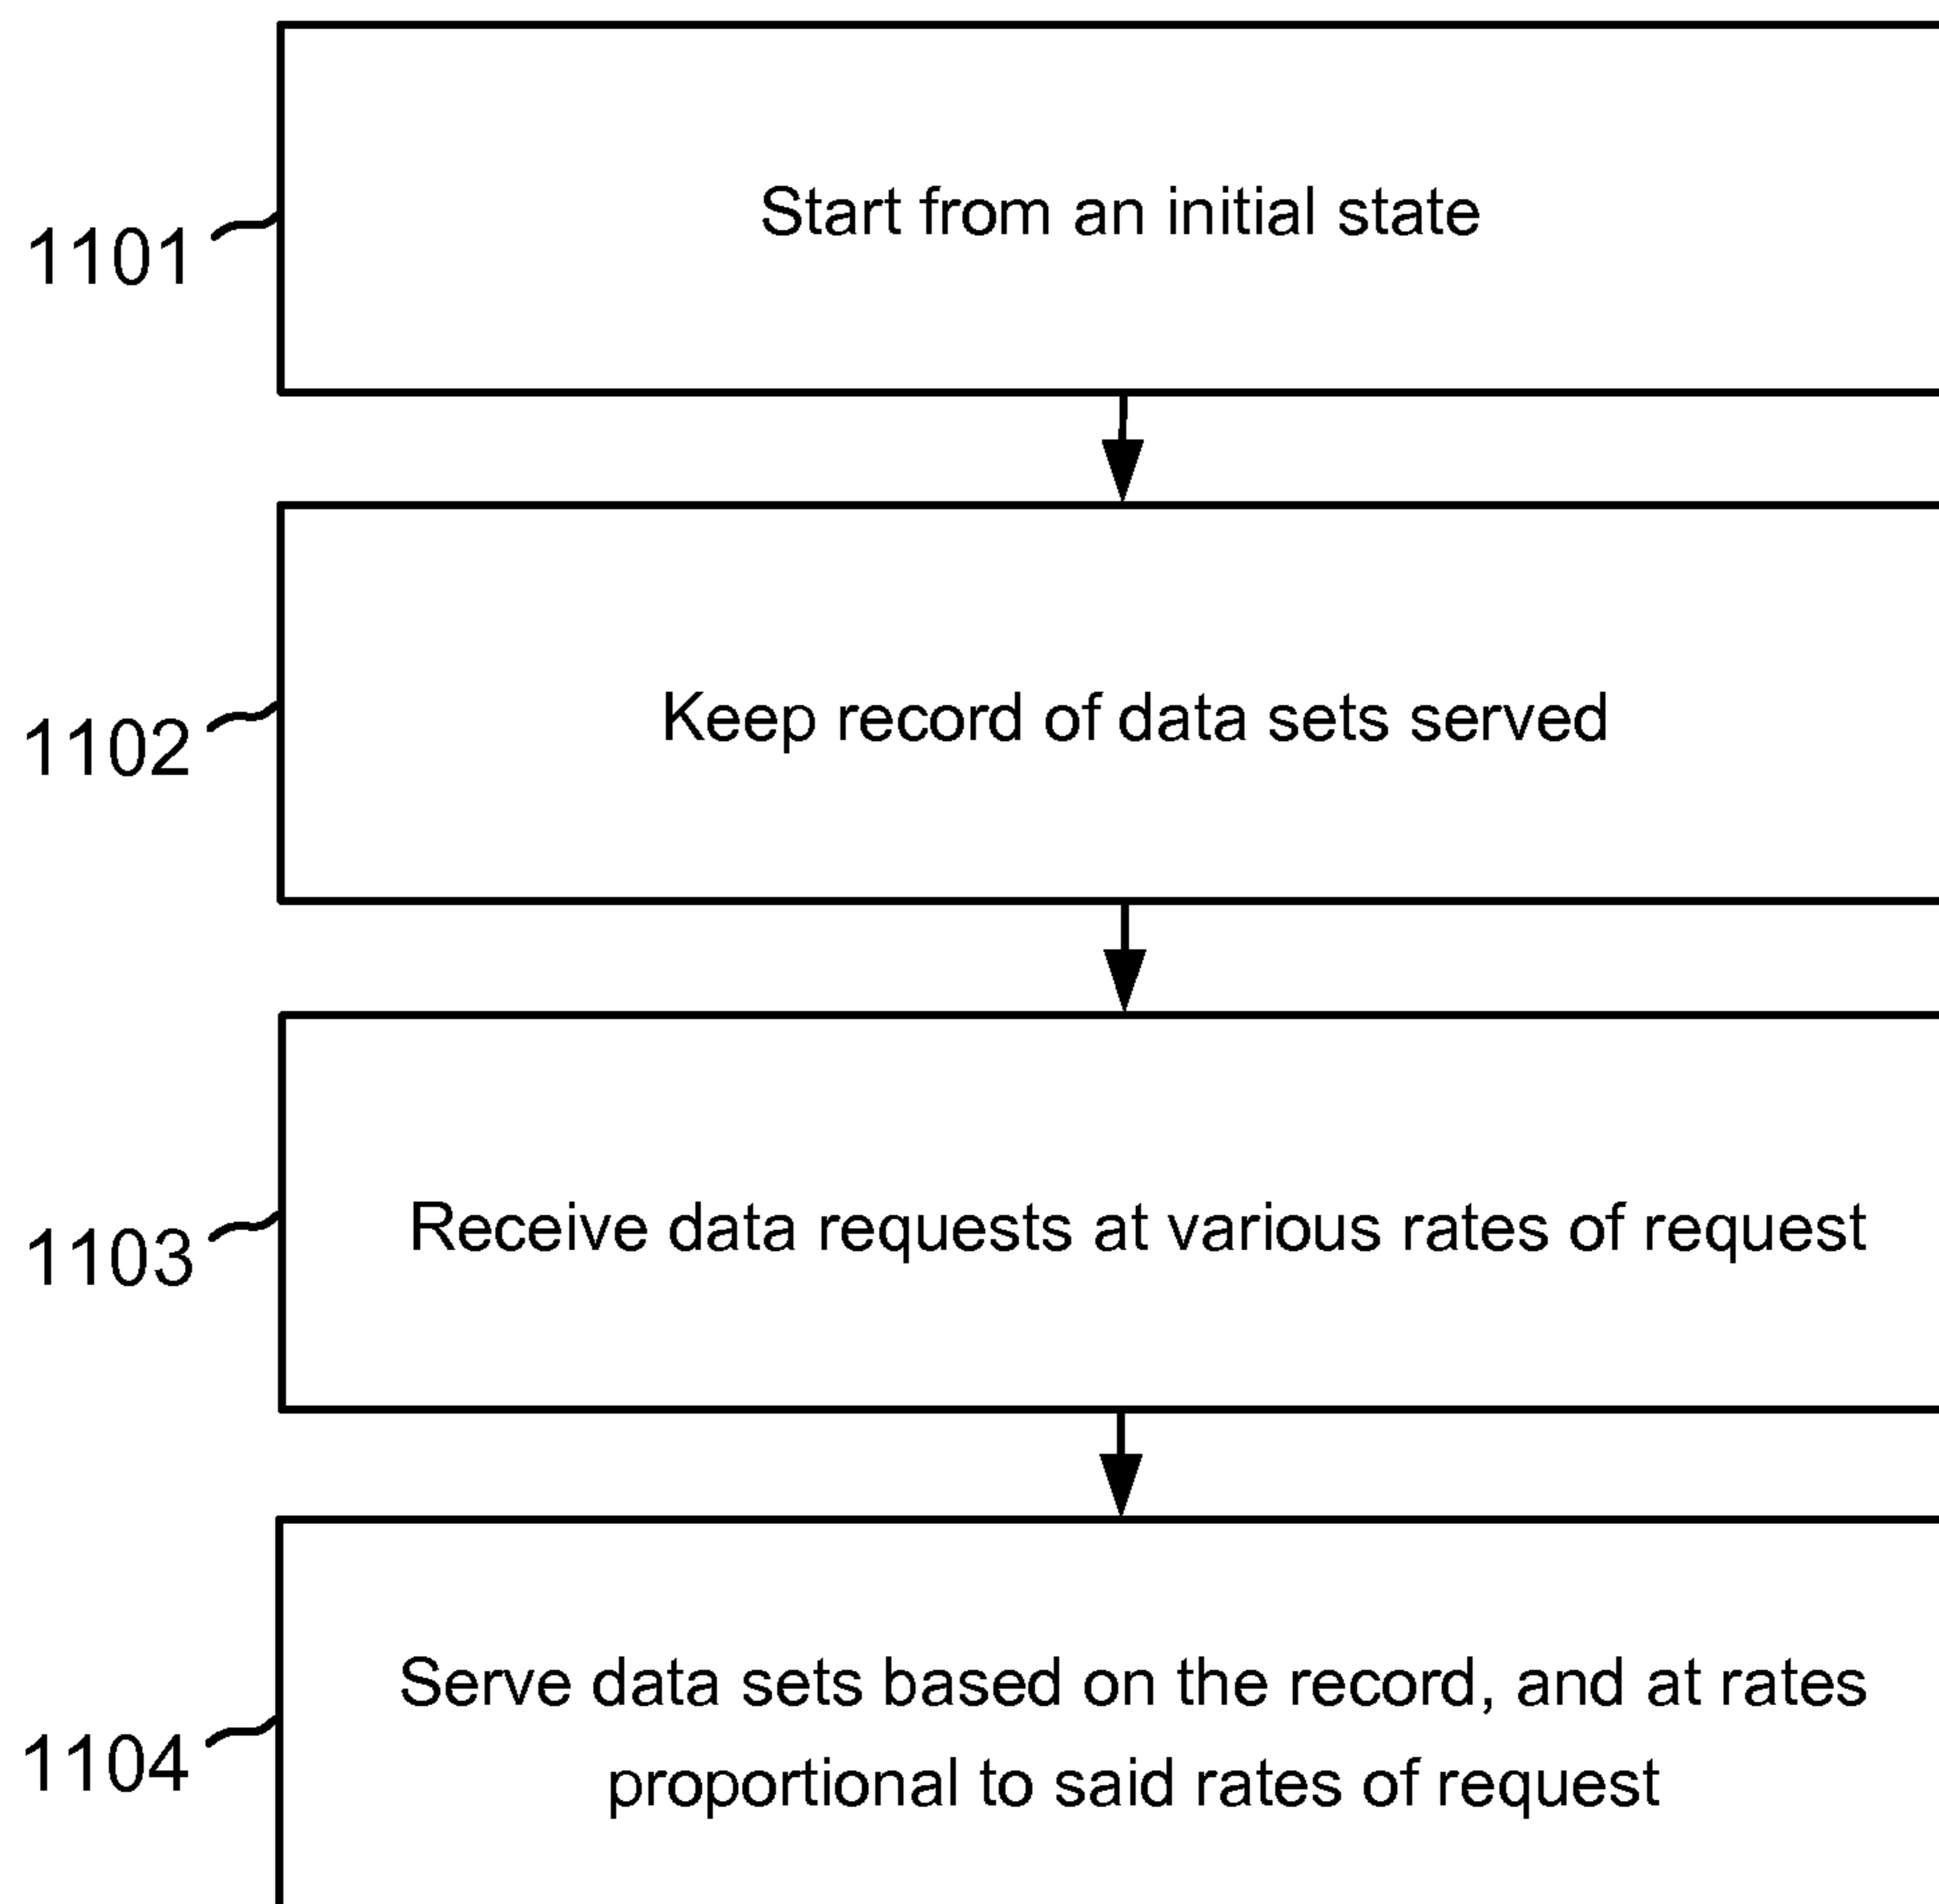 Start from an initial state
1101
Keep record of data sets served
1102
Receive data requests at various rates of request
1103
Serve data sets based on the record, and at rates
proportional to said rates of request
1104